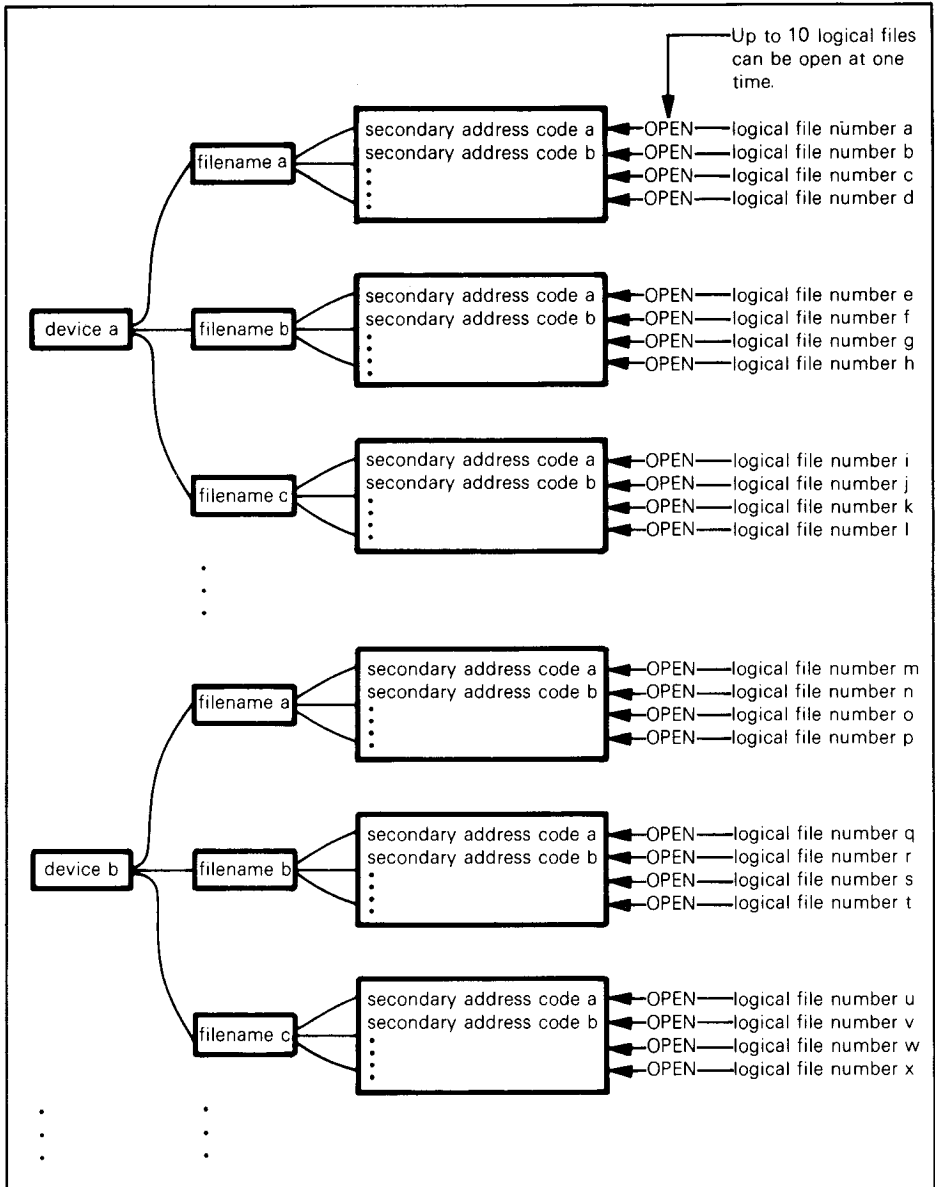 Up to 10 logical files
can be open at one
time.
device a
filename a
secondary address code a
secondary address code b
OPEN logical file number a
OPEN logical file number b
OPEN logical file number c
OPEN logical file number d
filename b
secondary address code a
secondary address code b
OPEN logical file number e
OPEN logical file number f
OPEN logical file number g
OPEN logical file number h
filename c
secondary address code a
secondary address code b
OPEN logical file number i
OPEN logical file number j
OPEN logical file number k
OPEN logical file number l
device b
filename a
secondary address code a
secondary address code b
OPEN logical file number m
OPEN logical file number n
OPEN logical file number o
OPEN logical file number p
filename b
secondary address code a
secondary address code b
OPEN logical file number q
OPEN logical file number r
OPEN logical file number s
OPEN logical file number t
filename c
secondary address code a
secondary address code b
OPEN logical file number u
OPEN logical file number v
OPEN logical file number w
OPEN logical file number x